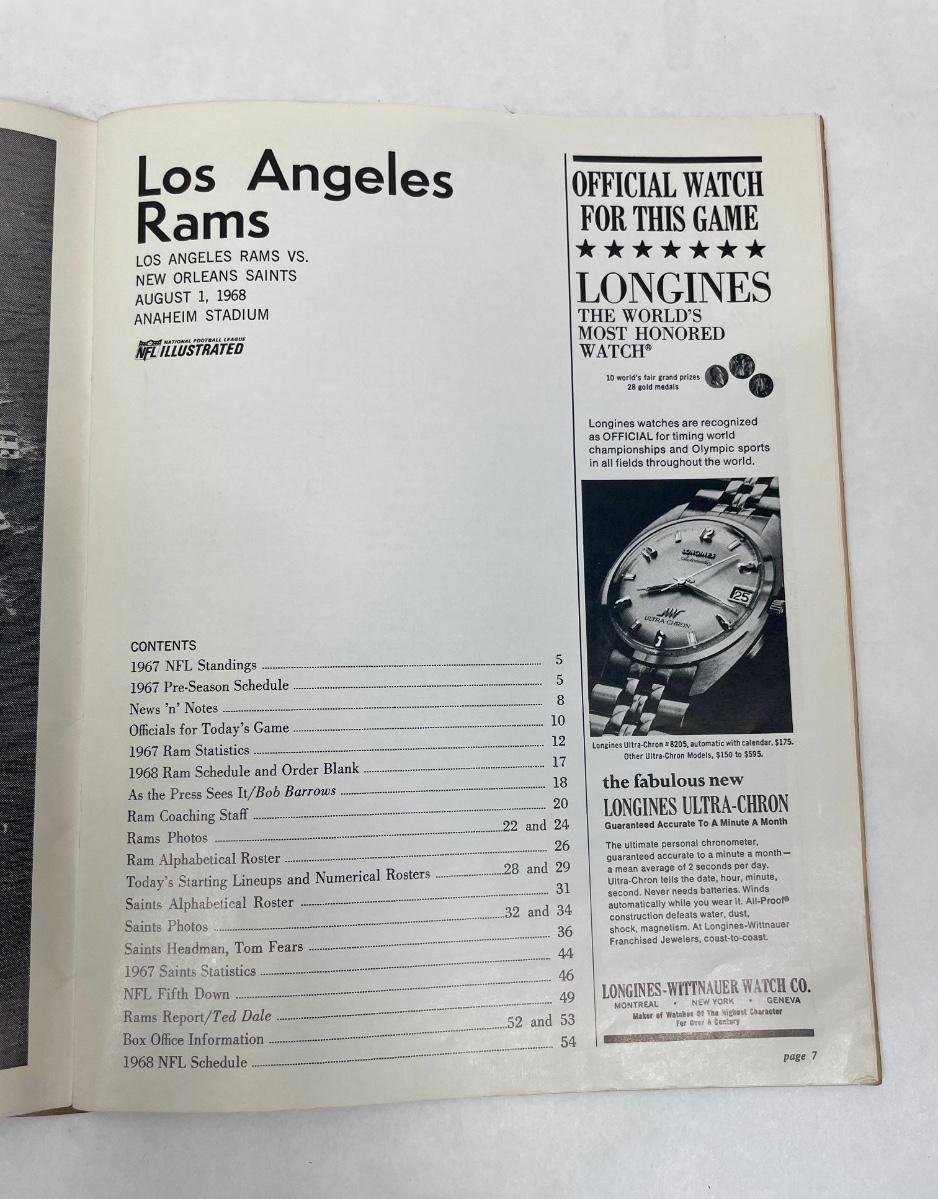 Los Angeles
Rams
LOS ANGELES RAMS VS.
NEW ORLEANS SAINTS
AUGUST 1, 1968
ANAHEIM STADIUM
NATIONAL FOOTBALL LEAGUE
NFL ILLUSTRATED
CONTENTS
1967 NFL Standings 5
1967 Pre-Season Schedule 5
News 'n' Notes 8
Officials for Today's Game 10
1967 Ram Statistics 12
1968 Ram Schedule and Order Blank 17
As the Press Sees It/Bob Barrows 18
Ram Coaching Staff 20
Rams Photos 22 and 24
Ram Alphabetical Roster 26
Today's Starting Lineups and Numerical Rosters 28 and 29
Saints Alphabetical Roster 31
Saints Photos 32 and 34
Saints Headman, Tom Fears 36
1967 Saints Statistics 44
NFL Fifth Down 46
Rams Report/Ted Dale 49
Box Office Information 52 and 53
1968 NFL Schedule 54
OFFICIAL WATCH
FOR THIS GAME
LONGINES
THE WORLD'S
MOST HONORED
WATCH®
10 world's fair grand prizes
28 gold medals
Longines watches are recognized
as OFFICIAL for timing world
championships and Olympic sports
in all fields throughout the world.
12
10
LONGINES
Automatic
25
ULTRA-CHRON
Longines Ultra-Chron #8205, automatic with calendar, $175.
Other Ultra-Chron Models, $150 to $595.
the fabulous new
LONGINES ULTRA-CHRON
Guaranteed Accurate To A Minute A Month
The ultimate personal chronometer,
guaranteed accurate to a minute a month—
a mean average of 2 seconds per day.
Ultra-Chron tells the date, hour, minute,
second. Never needs batteries. Winds
automatically while you wear it. All-Proof®
construction defeats water, dust,
shock, magnetism. At Longines-Wittnauer
Franchised Jewelers, coast-to-coast.
LONGINES-WITTNAUER WATCH CO.
MONTREAL • NEW YORK • GENEVA
Maker of Watches Of The Highest Character
For Over A Century
page 7